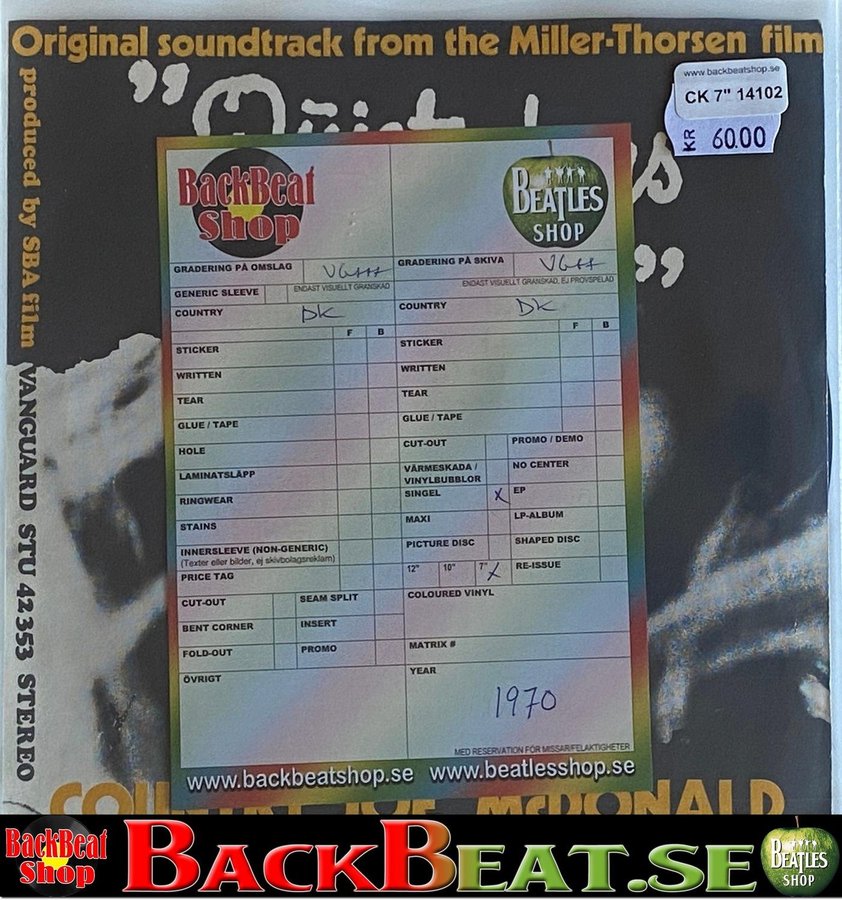 Original soundtrack from the Miller-Thorsen film
www.backbeatshop.se
CK 7" 14102
KR 60.00
produced by SBA film
VANGUARD STU 42353 STEREO
BackBeat
Shop
BEATLES
SHOP
GRADERING PÅ OMSLAG VG+++
ENDAST VISUELLT GRANSKAD
GENERIC SLEEVE
COUNTRY DK
F B
STICKER
WRITTEN
TEAR
GLUE / TAPE
HOLE
LAMINATSLÄPP
RINGWEAR
STAINS
INNERSLEEVE (NON-GENERIC)
(Texter eller bilder, ej skivbolagsreklam)
PRICE TAG
CUT-OUT SEAM SPLIT
BENT CORNER INSERT
FOLD-OUT PROMO
ÖVRIGT
GRADERING PÅ SKIVA VG++
ENDAST VISUELLT GRANSKAD, EJ PROVSPELAD
COUNTRY DK
F B
STICKER
WRITTEN
TEAR
GLUE / TAPE
CUT-OUT PROMO / DEMO
VÄRMESKADA / NO CENTER
VINYLBUBBLOR
SINGEL X EP
MAXI LP-ALBUM
PICTURE DISC SHAPED DISC
12" 10" 7" X RE-ISSUE
COLOURED VINYL
MATRIX #
YEAR
1970
MED RESERVATION FÖR MISSAR/FELAKTIGHETER
www.backbeatshop.se www.beatlesshop.se
McDONALD
BackBeat
Shop
BACKBEAT.SE
BEATLES
SHOP